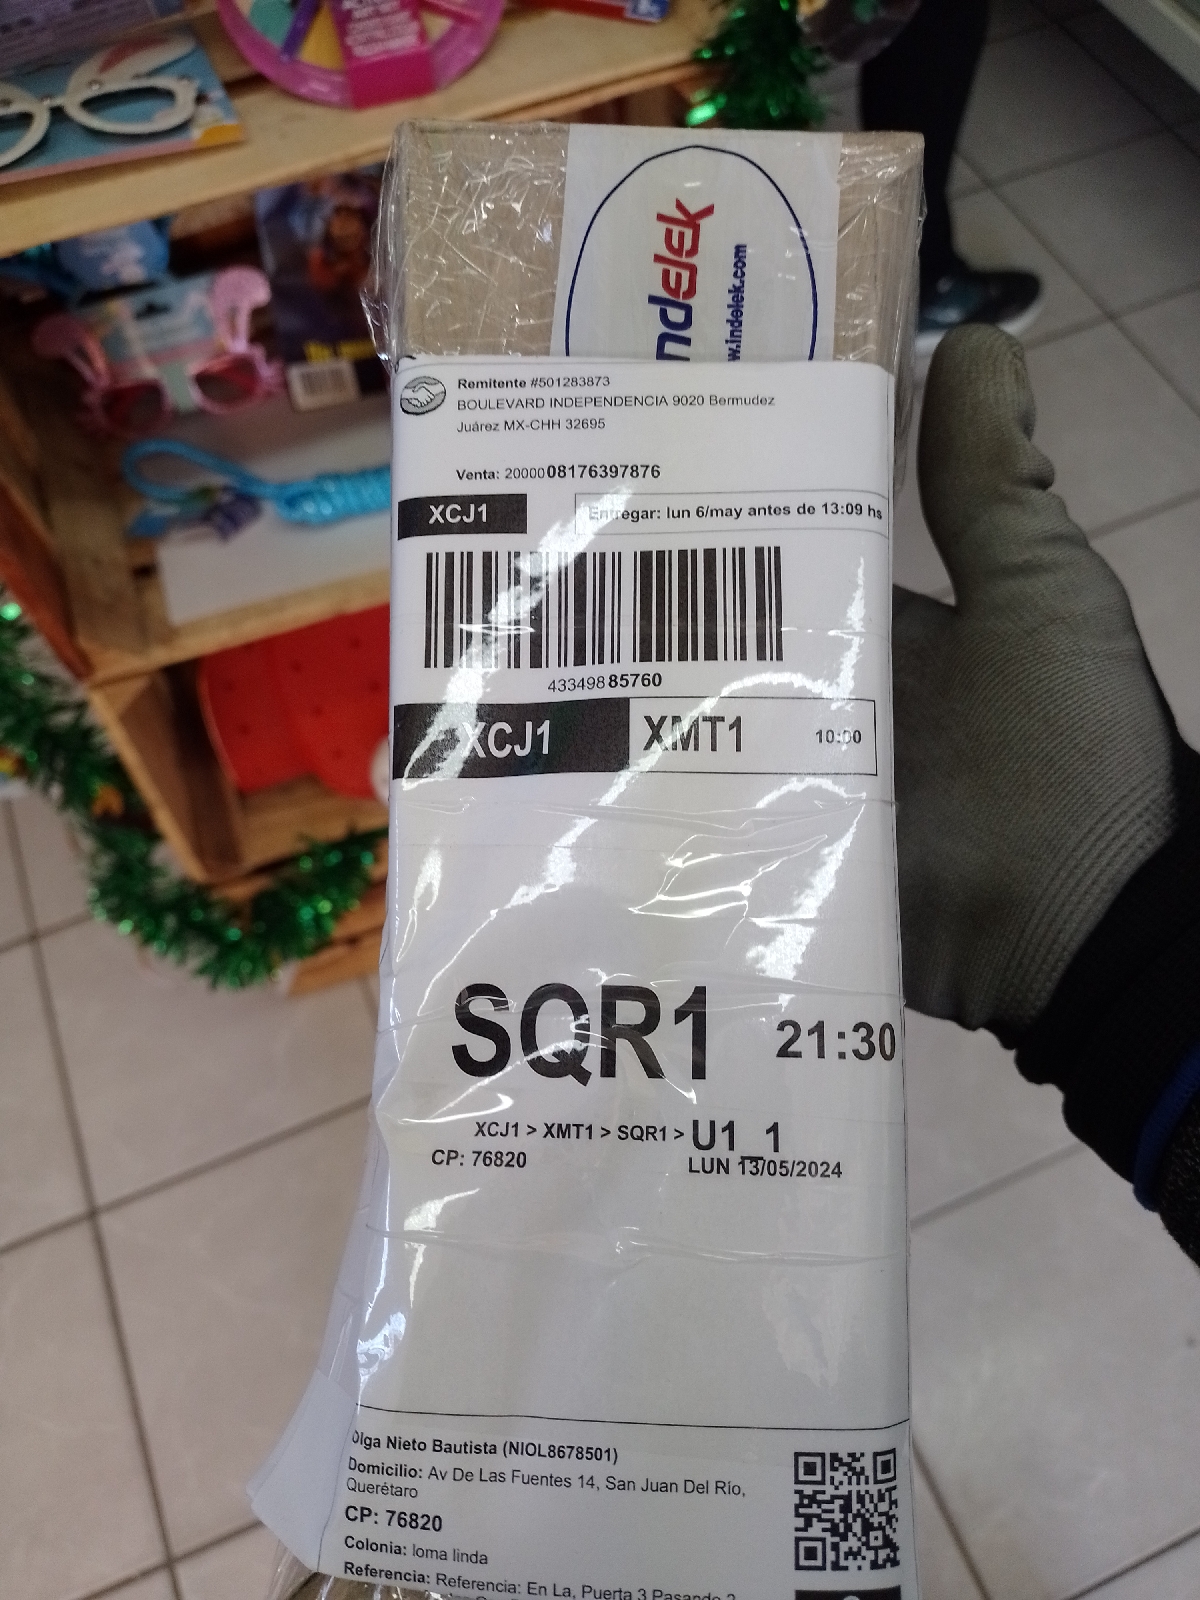 indelek
www.indelek.com
Remitente #501283873
BOULEVARD INDEPENDENCIA 9020 Bermudez
Juárez MX-CHH 32695
Venta: 2000008176397876
XCJ1
Entregar: lun 6/may antes de 13:09 hs
43349885760
XCJ1 XMT1 10:00
SQR1 21:30
XCJ1 > XMT1 > SQR1 > U1_1
CP: 76820 LUN 13/05/2024
Olga Nieto Bautista (NIOL8678501)
Domicilio: Av De Las Fuentes 14, San Juan Del Río,
Querétaro
CP: 76820
Colonia: loma linda
Referencia: Referencia: En La, Puerta 3 Pasando 2